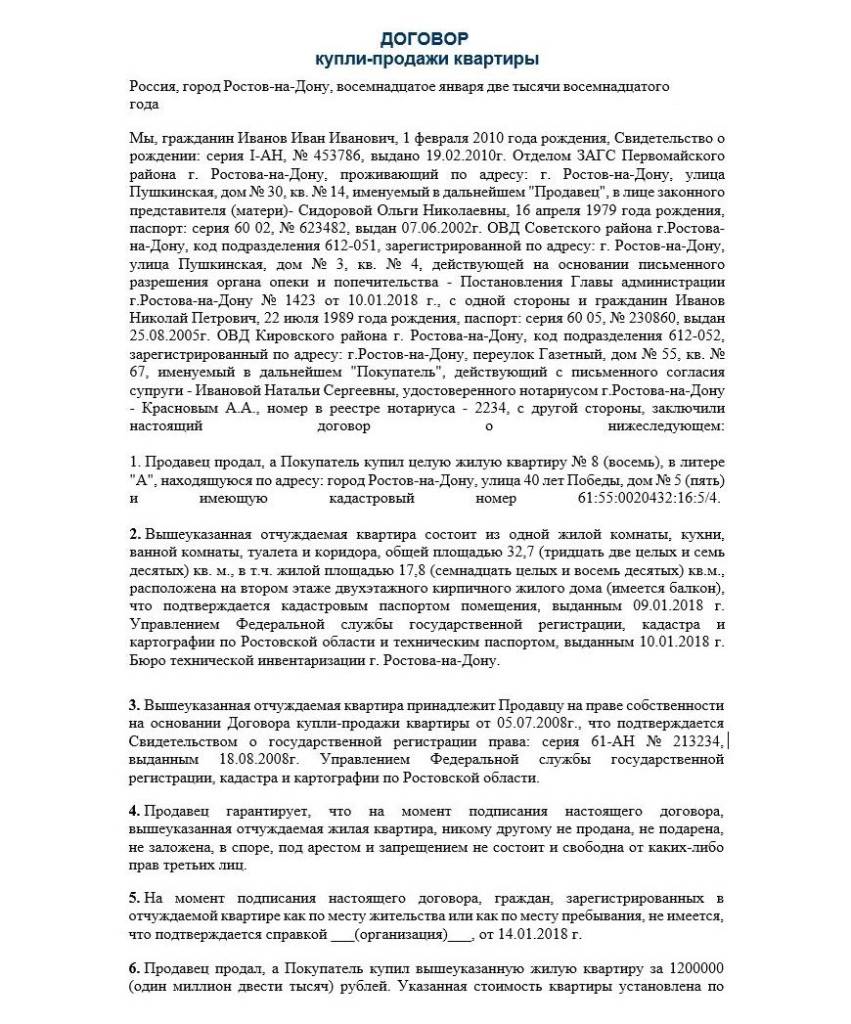 ДОГОВОР
купли-продажи квартиры
Россия, город Ростов-на-Дону, восемнадцатое января две тысячи восемнадцатого
года
Мы, гражданин Иванов Иван Иванович, 1 февраля 2010 года рождения, Свидетельство о
рождении: серия I-АН, № 453786, выдано 19.02.2010г. Отделом ЗАГС Первомайского
района г. Ростова-на-Дону, проживающий по адресу: г. Ростов-на-Дону, улица
Пушкинская, дом № 30, кв. № 14, именуемый в дальнейшем "Продавец", в лице законного
представителя (матери)- Сидоровой Ольги Николаевны, 16 апреля 1979 года рождения,
паспорт: серия 60 02, № 623482, выдан 07.06.2002г. ОВД Советского района г.Ростова-
на-Дону, код подразделения 612-051, зарегистрированной по адресу: г. Ростов-на-Дону,
улица Пушкинская, дом № 3, кв. № 4, действующей на основании письменного
разрешения органа опеки и попечительства - Постановления Главы администрации
г.Ростова-на-Дону № 1423 от 10.01.2018 г., с одной стороны и гражданин Иванов
Николай Петрович, 22 июля 1989 года рождения, паспорт: серия 60 05, № 230860, выдан
25.08.2005г. ОВД Кировского района г. Ростова-на-Дону, код подразделения 612-052,
зарегистрированный по адресу: г.Ростов-на-Дону, переулок Газетный, дом № 55, кв. №
67, именуемый в дальнейшем "Покупатель", действующий с письменного согласия
супруги - Ивановой Натальи Сергеевны, удостоверенного нотариусом г.Ростова-на-Дону
- Красновым А.А., номер в реестре нотариуса - 2234, с другой стороны, заключили
настоящий договор о нижеследующем:
1. Продавец продал, а Покупатель купил целую жилую квартиру № 8 (восемь), в литере
"А", находящуюся по адресу: город Ростов-на-Дону, улица 40 лет Победы, дом № 5 (пять)
и имеющую кадастровый номер 61:55:0020432:16:5/4.
2. Вышеуказанная отчуждаемая квартира состоит из одной жилой комнаты, кухни,
ванной комнаты, туалета и коридора, общей площадью 32,7 (тридцать две целых и семь
десятых) кв. м., в т.ч. жилой площадью 17,8 (семнадцать целых и восемь десятых) кв.м.,
расположена на втором этаже двухэтажного кирпичного жилого дома (имеется балкон),
что подтверждается кадастровым паспортом помещения, выданным 09.01.2018 г.
Управлением Федеральной службы государственной регистрации, кадастра и
картографии по Ростовской области и техническим паспортом, выданным 10.01.2018 г.
Бюро технической инвентаризации г. Ростова-на-Дону.
3. Вышеуказанная отчуждаемая квартира принадлежит Продавцу на праве собственности
на основании Договора купли-продажи квартиры от 05.07.2008г., что подтверждается
Свидетельством о государственной регистрации права: серия 61-АН № 213234,
выданным 18.08.2008г. Управлением Федеральной службы государственной
регистрации, кадастра и картографии по Ростовской области.
4. Продавец гарантирует, что на момент подписания настоящего договора,
вышеуказанная отчуждаемая жилая квартира, никому другому не продана, не подарена,
не заложена, в споре, под арестом и запрещением не состоит и свободна от каких-либо
прав третьих лиц.
5. На момент подписания настоящего договора, граждан, зарегистрированных в
отчуждаемой квартире как по месту жительства или как по месту пребывания, не имеется,
что подтверждается справкой ___(организация)___, от 14.01.2018 г.
6. Продавец продал, а Покупатель купил вышеуказанную жилую квартиру за 1200000
(один миллион двести тысяч) рублей. Указанная стоимость квартиры установлена по